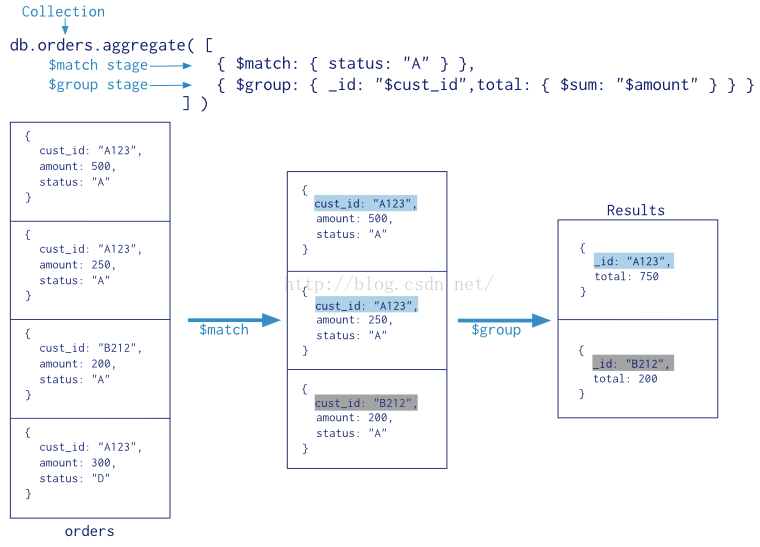 Collection
db.orders.aggregate( [
$match stage { $match: { status: "A" } },
$group stage { $group: { _id: "$cust_id",total: { $sum: "$amount" } } }
] )
{
cust_id: "A123",
amount: 500,
status: "A"
}
{
cust_id: "A123",
amount: 250,
status: "A"
}
{
cust_id: "B212",
amount: 200,
status: "A"
}
{
cust_id: "A123",
amount: 300,
status: "D"
}
orders
$match
{
cust_id: "A123",
amount: 500,
status: "A"
}
http://blog.csdn.net/
{
cust_id: "A123",
amount: 250,
status: "A"
}
{
cust_id: "B212",
amount: 200,
status: "A"
}
$group
Results
{
_id: "A123",
total: 750
}
{
_id: "B212",
total: 200
}